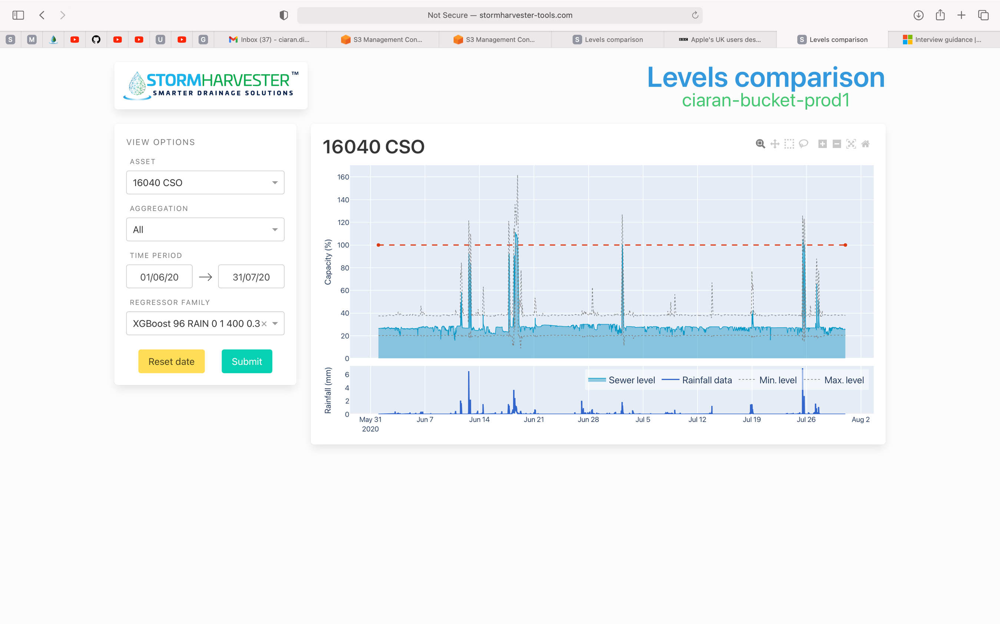 Not Secure — stormharvester-tools.com
S
M
U
G
Inbox (37) - ciaran.di...
S3 Management Con...
S3 Management Con...
S Levels comparison
BBC Apple's UK users des...
S Levels comparison
Interview guidance |...
STORMHARVESTER™
SMARTER DRAINAGE SOLUTIONS
Levels comparison
ciaran-bucket-prod1
VIEW OPTIONS
ASSET
16040 CSO
AGGREGATION
All
TIME PERIOD
01/06/20 → 31/07/20
REGRESSOR FAMILY
XGBoost 96 RAIN 0 1 400 0.3×
Reset date
Submit
16040 CSO
Capacity (%)
160
140
120
100
80
60
40
20
0
Rainfall (mm)
6
4
2
0
Sewer level
Rainfall data
Min. level
Max. level
May 31 Jun 7 Jun 14 Jun 21 Jun 28 Jul 5 Jul 12 Jul 19 Jul 26 Aug 2
2020